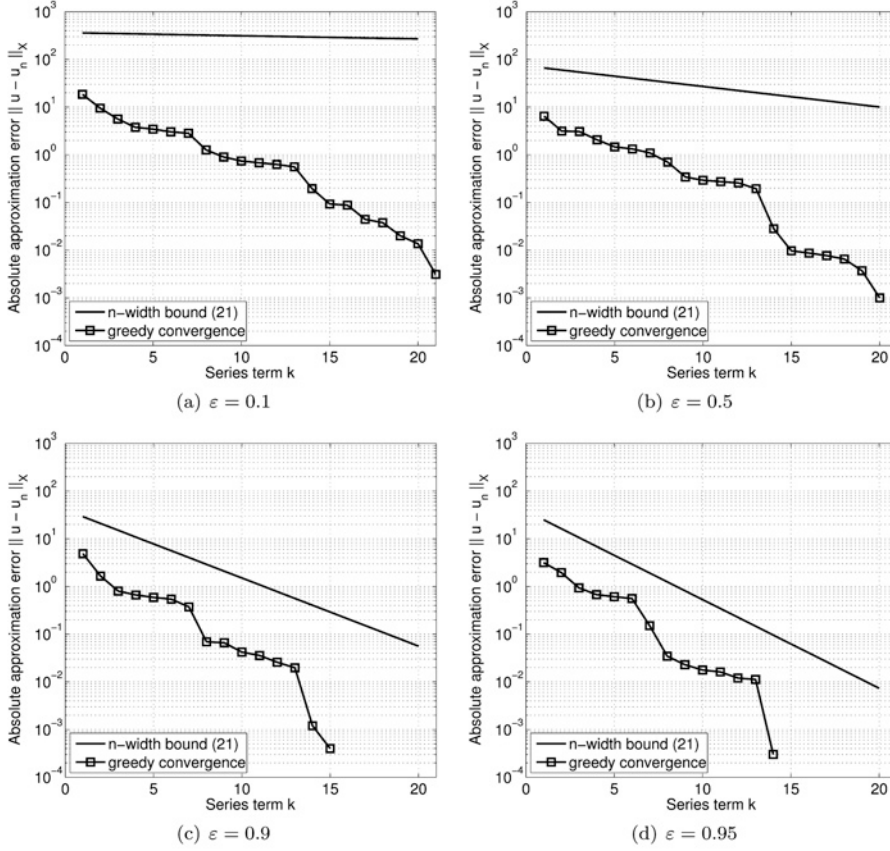 Absolute approximation error || u − u_n ||_X
10^3
10^2
10^1
10^0
10^−1
10^−2
10^−3
10^−4
n−width bound (21)
greedy convergence
0 5 10 15 20
Series term k
(a) ε = 0.1
Absolute approximation error || u − u_n ||_X
10^3
10^2
10^1
10^0
10^−1
10^−2
10^−3
10^−4
n−width bound (21)
greedy convergence
0 5 10 15 20
Series term k
(b) ε = 0.5
Absolute approximation error || u − u_n ||_X
10^3
10^2
10^1
10^0
10^−1
10^−2
10^−3
10^−4
n−width bound (21)
greedy convergence
0 5 10 15 20
Series term k
(c) ε = 0.9
Absolute approximation error || u − u_n ||_X
10^3
10^2
10^1
10^0
10^−1
10^−2
10^−3
10^−4
n−width bound (21)
greedy convergence
0 5 10 15 20
Series term k
(d) ε = 0.95